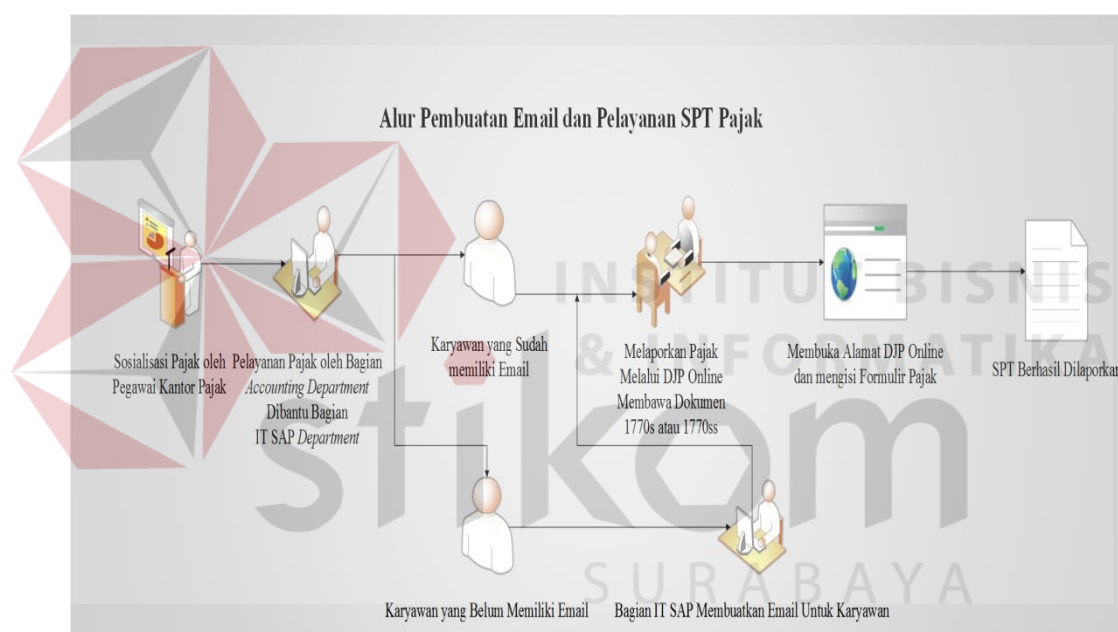 Alur Pembuatan Email dan Pelayanan SPT Pajak
Sosialisasi Pajak oleh
Pegawai Kantor Pajak
Pelayanan Pajak oleh Bagian
Accounting Department
Dibantu Bagian
IT SAP Department
Karyawan yang Sudah
memiliki Email
Melaporkan Pajak
Melalui DJP Online
Membawa Dokumen
1770s atau 1770ss
Membuka Alamat DJP Online
dan mengisi Formulir Pajak
SPT Berhasil Dilaporkan
Karyawan yang Belum Memiliki Email
Bagian IT SAP Membuatkan Email Untuk Karyawan
INSTITUT BISNIS
& INFORMATIKA
stikom
SURABAYA